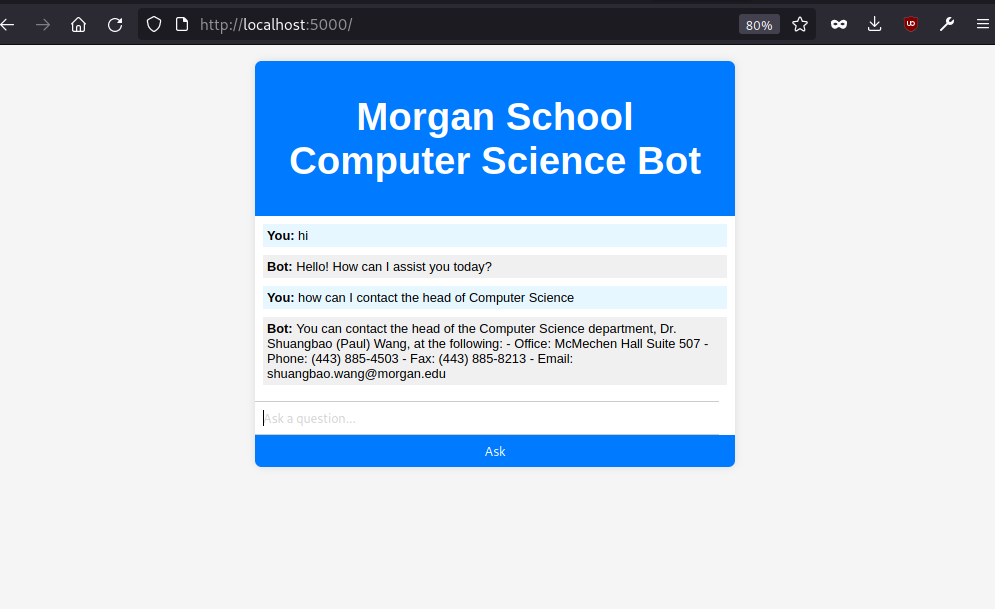 http://localhost:5000/
80%
Morgan School
Computer Science Bot
You: hi
Bot: Hello! How can I assist you today?
You: how can I contact the head of Computer Science
Bot: You can contact the head of the Computer Science department, Dr.
Shuangbao (Paul) Wang, at the following: - Office: McMechen Hall Suite 507 -
Phone: (443) 885-4503 - Fax: (443) 885-8213 - Email:
shuangbao.wang@morgan.edu
Ask a question...
Ask